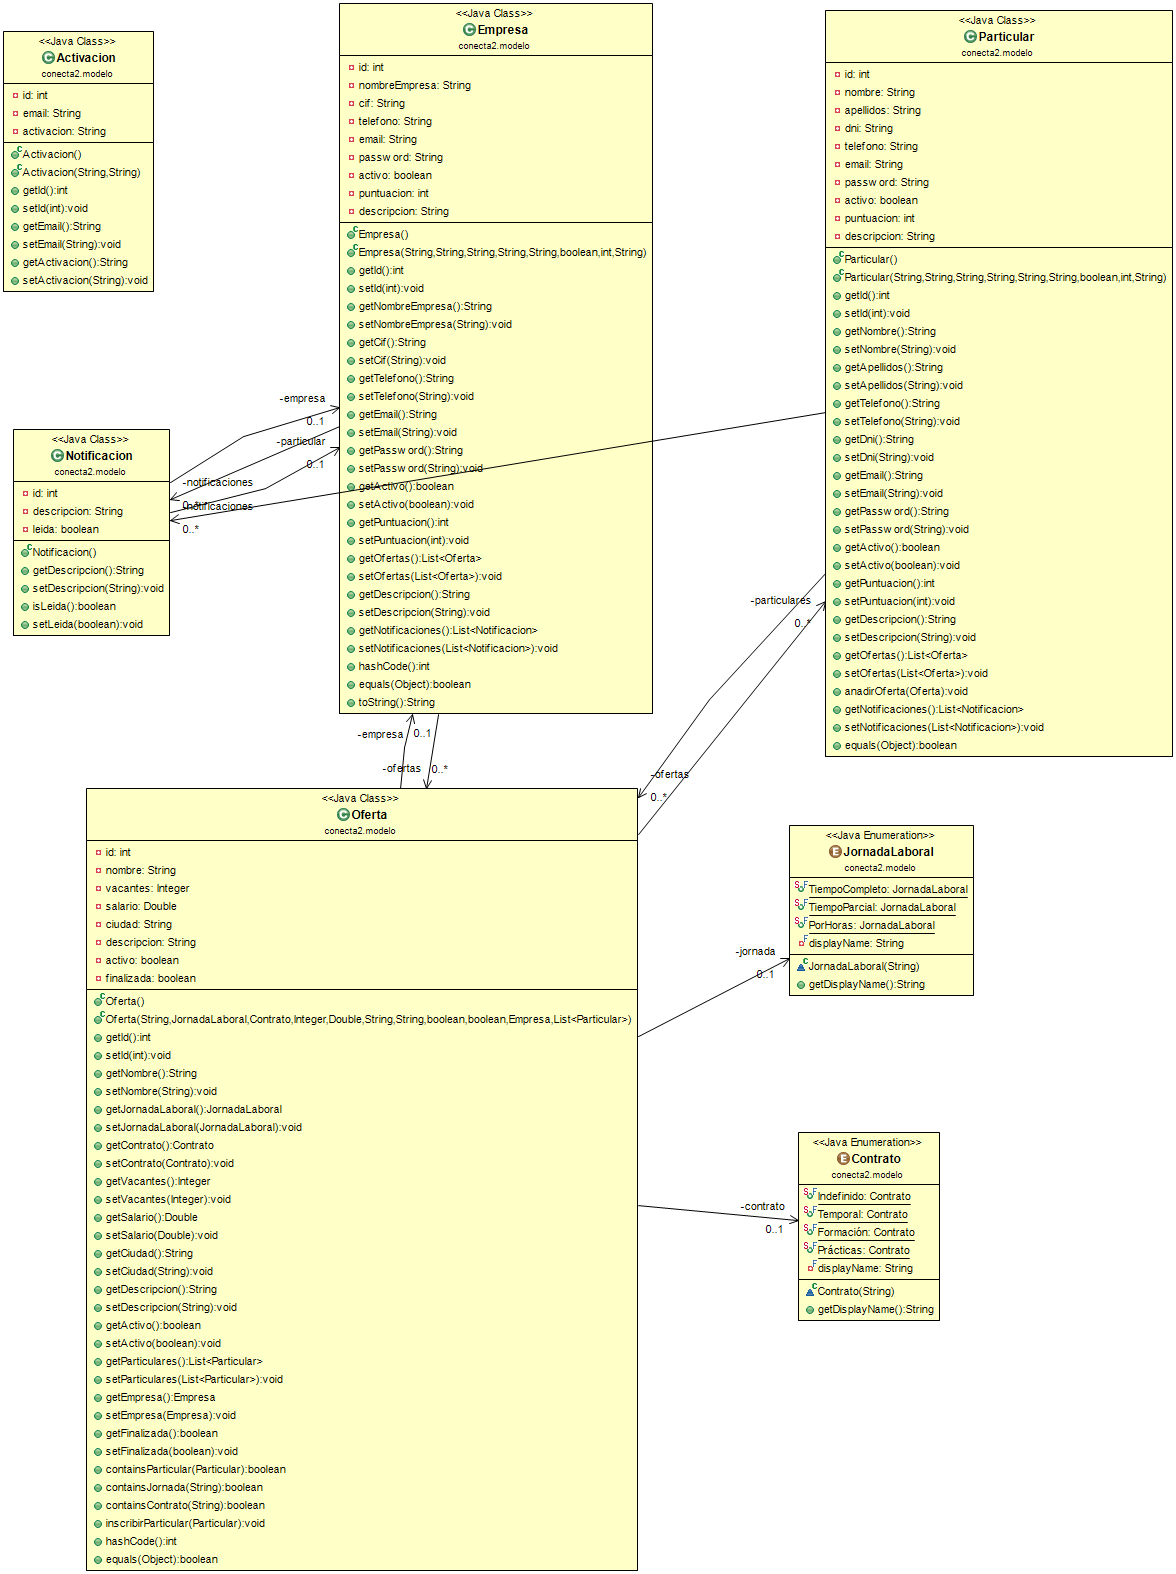 <<Java Class>>
Activacion
conecta2.modelo
id: int
email: String
activacion: String
Activacion()
Activacion(String,String)
getId():int
setId(int):void
getEmail():String
setEmail(String):void
getActivacion():String
setActivacion(String):void
<<Java Class>>
Empresa
conecta2.modelo
id: int
nombreEmpresa: String
cif: String
telefono: String
email: String
password: String
activo: boolean
puntuacion: int
descripcion: String
Empresa()
Empresa(String,String,String,String,String,boolean,int,String)
getId():int
setId(int):void
getNombreEmpresa():String
setNombreEmpresa(String):void
getCif():String
setCif(String):void
getTelefono():String
setTelefono(String):void
getEmail():String
setEmail(String):void
getPassword():String
setPassword(String):void
getActivo():boolean
setActivo(boolean):void
getPuntuacion():int
setPuntuacion(int):void
getOfertas():List<Oferta>
setOfertas(List<Oferta>):void
getDescripcion():String
setDescripcion(String):void
getNotificaciones():List<Notificacion>
setNotificaciones(List<Notificacion>):void
hashCode():int
equals(Object):boolean
toString():String
<<Java Class>>
Particular
conecta2.modelo
id: int
nombre: String
apellidos: String
dni: String
telefono: String
email: String
password: String
activo: boolean
puntuacion: int
descripcion: String
Particular()
Particular(String,String,String,String,String,String,boolean,int,String)
getId():int
setId(int):void
getNombre():String
setNombre(String):void
getApellidos():String
setApellidos(String):void
getTelefono():String
setTelefono(String):void
getDni():String
setDni(String):void
getEmail():String
setEmail(String):void
getPassword():String
setPassword(String):void
getActivo():boolean
setActivo(boolean):void
getPuntuacion():int
setPuntuacion(int):void
getDescripcion():String
setDescripcion(String):void
getOfertas():List<Oferta>
setOfertas(List<Oferta>):void
anadirOferta(Oferta):void
getNotificaciones():List<Notificacion>
setNotificaciones(List<Notificacion>):void
equals(Object):boolean
-empresa
0..1
-particular
0..1
-notificaciones
0..*
-notificaciones
0..*
<<Java Class>>
Notificacion
conecta2.modelo
id: int
descripcion: String
leida: boolean
Notificacion()
getDescripcion():String
setDescripcion(String):void
isLeida():boolean
setLeida(boolean):void
-particulares
0..*
-ofertas
0..*
-empresa
0..1
-ofertas
0..*
<<Java Class>>
Oferta
conecta2.modelo
id: int
nombre: String
vacantes: Integer
salario: Double
ciudad: String
descripcion: String
activo: boolean
finalizada: boolean
Oferta()
Oferta(String,JornadaLaboral,Contrato,Integer,Double,String,String,boolean,boolean,Empresa,List<Particular>)
getId():int
setId(int):void
getNombre():String
setNombre(String):void
getJornadaLaboral():JornadaLaboral
setJornadaLaboral(JornadaLaboral):void
getContrato():Contrato
setContrato(Contrato):void
getVacantes():Integer
setVacantes(Integer):void
getSalario():Double
setSalario(Double):void
getCiudad():String
setCiudad(String):void
getDescripcion():String
setDescripcion(String):void
getActivo():boolean
setActivo(boolean):void
getParticulares():List<Particular>
setParticulares(List<Particular>):void
getEmpresa():Empresa
setEmpresa(Empresa):void
getFinalizada():boolean
setFinalizada(boolean):void
containsParticular(Particular):boolean
containsJornada(String):boolean
containsContrato(String):boolean
inscribirParticular(Particular):void
hashCode():int
equals(Object):boolean
-jornada
0..1
<<Java Enumeration>>
JornadaLaboral
conecta2.modelo
TiempoCompleto: JornadaLaboral
TiempoParcial: JornadaLaboral
PorHoras: JornadaLaboral
displayName: String
JornadaLaboral(String)
getDisplayName():String
-contrato
0..1
<<Java Enumeration>>
Contrato
conecta2.modelo
Indefinido: Contrato
Temporal: Contrato
Formación: Contrato
Prácticas: Contrato
displayName: String
Contrato(String)
getDisplayName():String